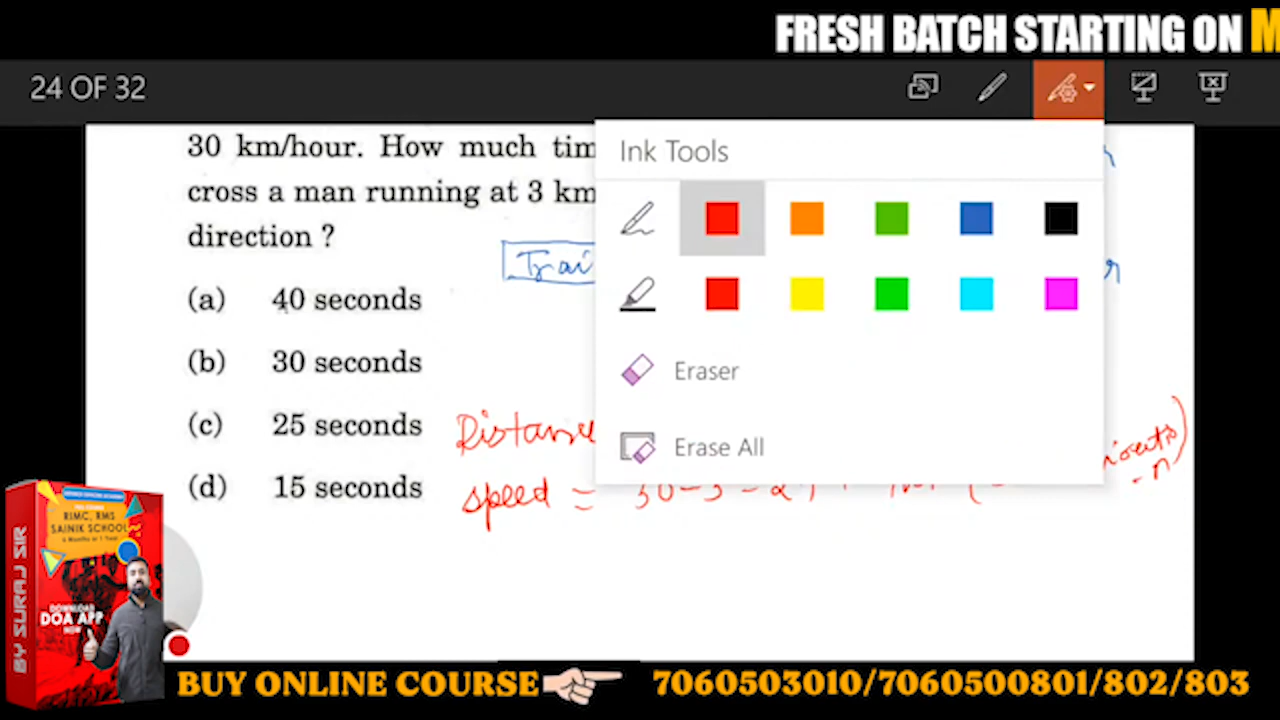 FRESH BATCH STARTING ON M
24 OF 32
30 km/hour. How much tim
cross a man running at 3 km
direction ?
Trai
(a) 40 seconds
(b) 30 seconds
(c) 25 seconds
(d) 15 seconds
Distance
speed = 30-3
Ink Tools
Eraser
Erase All
RIMC, RMS
SAINIK SCHOOL
DOWNLOAD
DOA APP
NOW
BY SURAJ SIR
BUY ONLINE COURSE
7060503010/7060500801/802/803